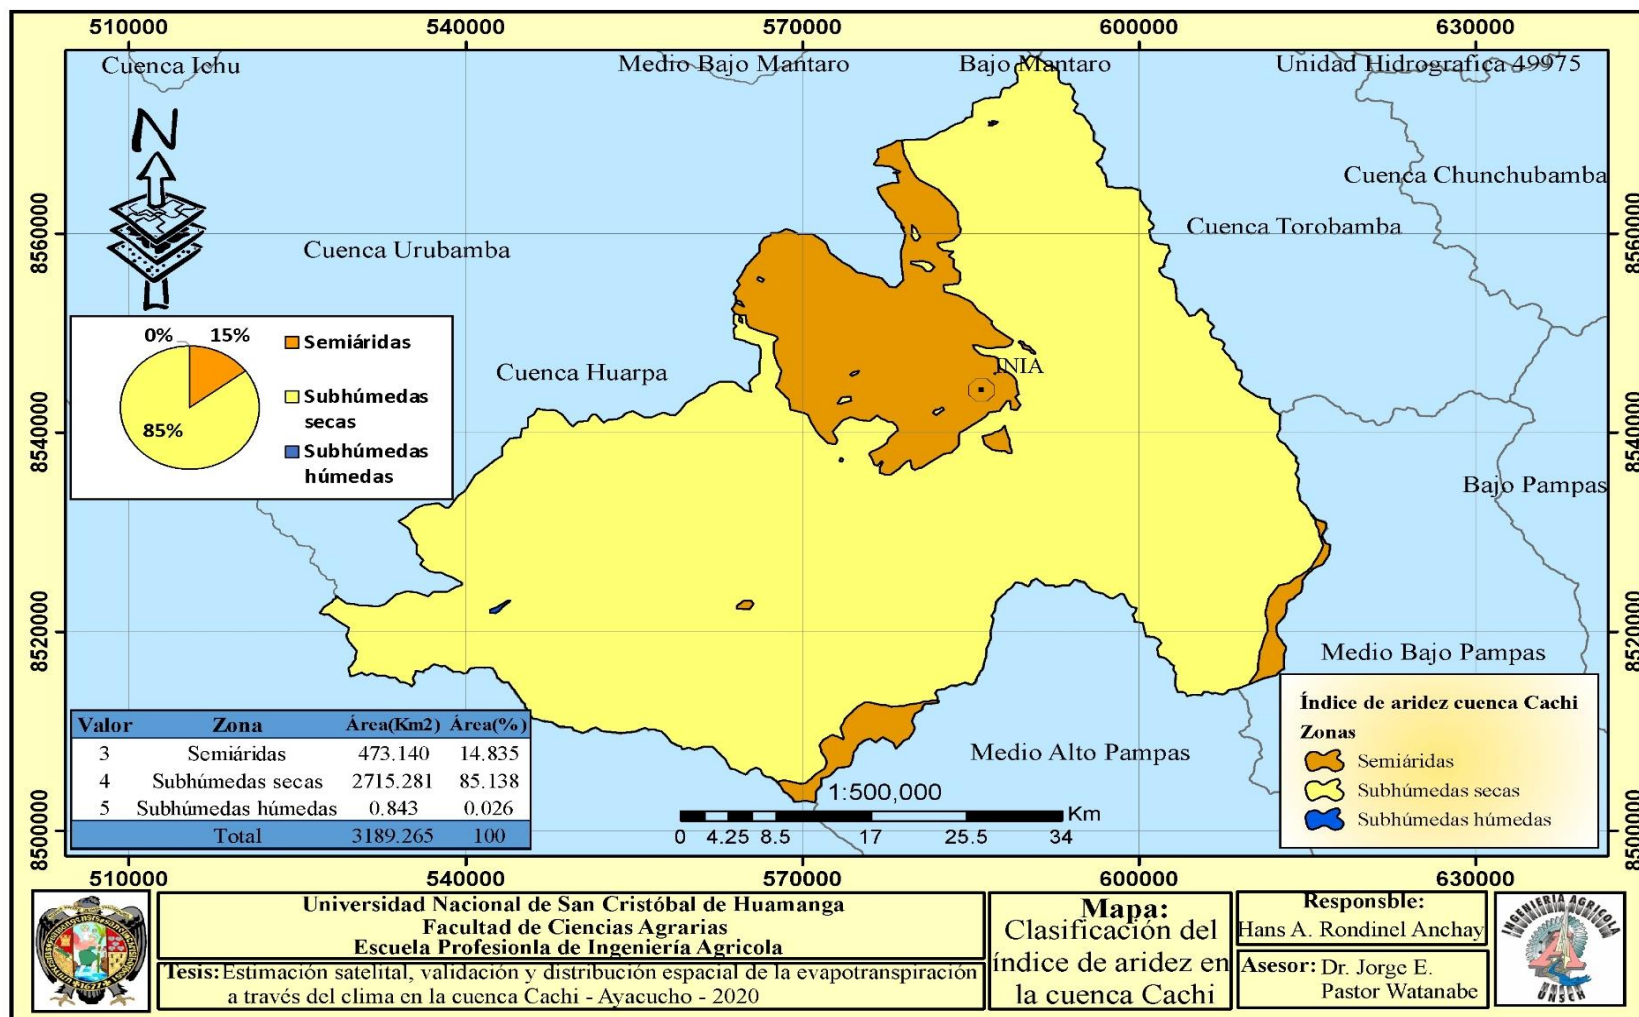 510000 540000 570000 600000 630000
Cuenca Ichu
Medio Bajo Mantaro
Bajo Mantaro
Unidad Hidrografica 49975
N
Cuenca Chunchubamba
Cuenca Torobamba
Cuenca Urubamba
8560000
8560000
0% 15%
85%
Semiáridas
Subhúmedas
secas
Subhúmedas
húmedas
Cuenca Huarpa
INIA
8540000
8540000
Bajo Pampas
8520000
8520000
Medio Bajo Pampas
Medio Alto Pampas
Valor Zona Área(Km2) Área(%)
3 Semiáridas 473.140 14.835
4 Subhúmedas secas 2715.281 85.138
5 Subhúmedas húmedas 0.843 0.026
Total 3189.265 100
1:500,000
Km
0 4.25 8.5 17 25.5 34
Índice de aridez cuenca Cachi
Zonas
Semiáridas
Subhúmedas secas
Subhúmedas húmedas
8500000
8500000
510000 540000 570000 600000 630000
1677
Universidad Nacional de San Cristóbal de Huamanga
Facultad de Ciencias Agrarias
Escuela Profesionla de Ingeniería Agricola
Tesis: Estimación satelital, validación y distribución espacial de la evapotranspiración
a través del clima en la cuenca Cachi - Ayacucho - 2020
Mapa:
Clasificación del
índice de aridez en
la cuenca Cachi
Responsble:
Hans A. Rondinel Anchay
Asesor: Dr. Jorge E.
Pastor Watanabe
INGENIERIA AGRICOLA
UNSCH